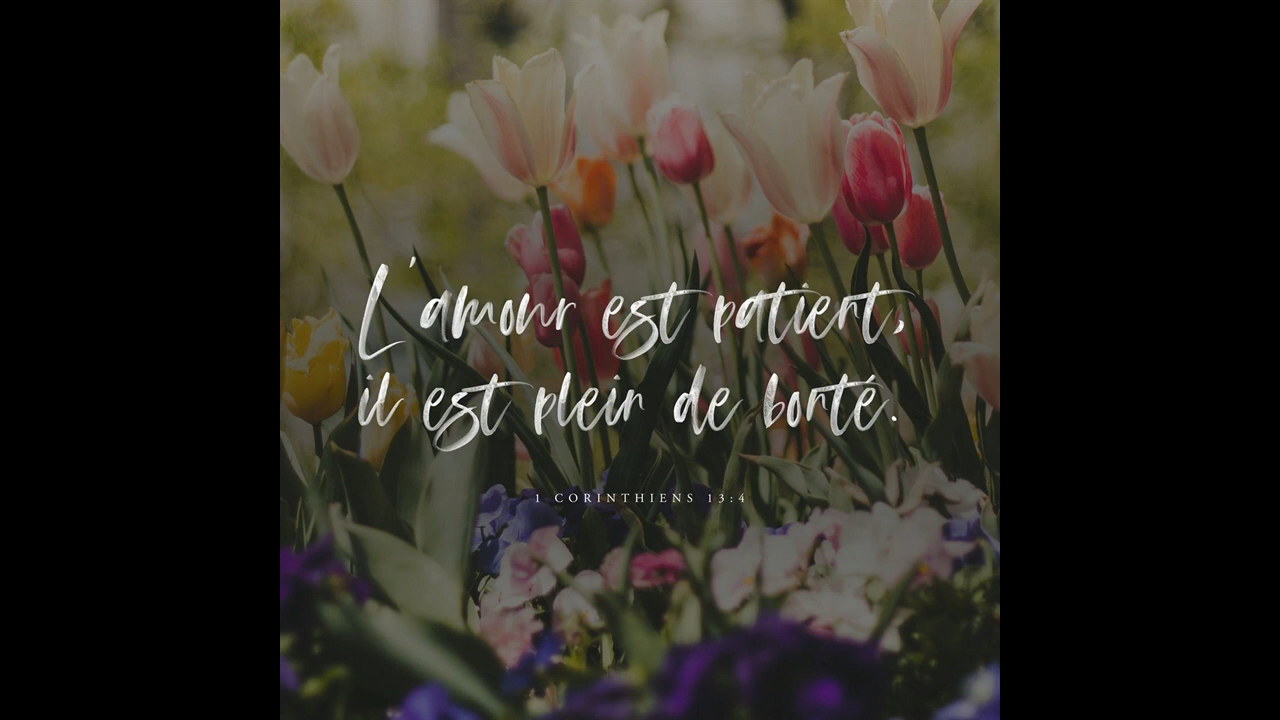 L'amour est patient,
il est plein de bonté.
1 CORINTHIENS 13:4